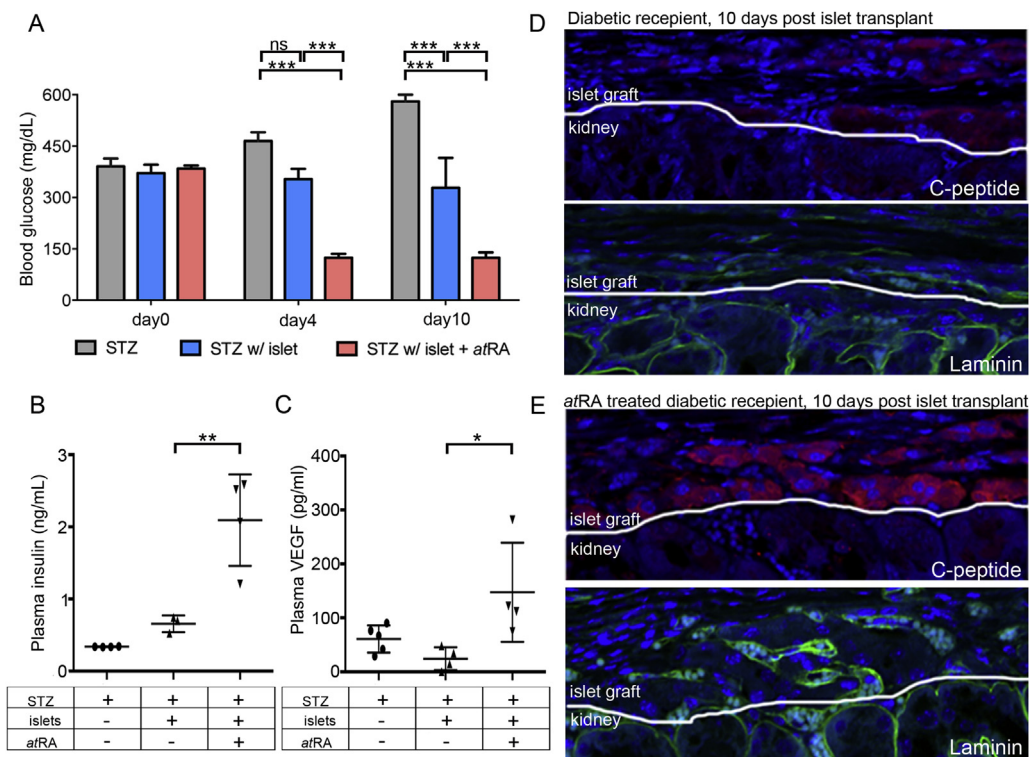 A
ns
***
***
***
***
***
Blood glucose (mg/dL)
600
450
300
150
0
day0
day4
day10
STZ
STZ w/ islet
STZ w/ islet + atRA
B
**
Plasma insulin (ng/mL)
3
2
1
0
STZ + + +
islets - + +
atRA - - +
C
*
Plasma VEGF (pg/ml)
400
300
200
100
0
STZ + + +
islets - + +
atRA - - +
D
Diabetic recepient, 10 days post islet transplant
islet graft
kidney
C-peptide
islet graft
kidney
Laminin
E
atRA treated diabetic recepient, 10 days post islet transplant
islet graft
kidney
C-peptide
islet graft
kidney
Laminin